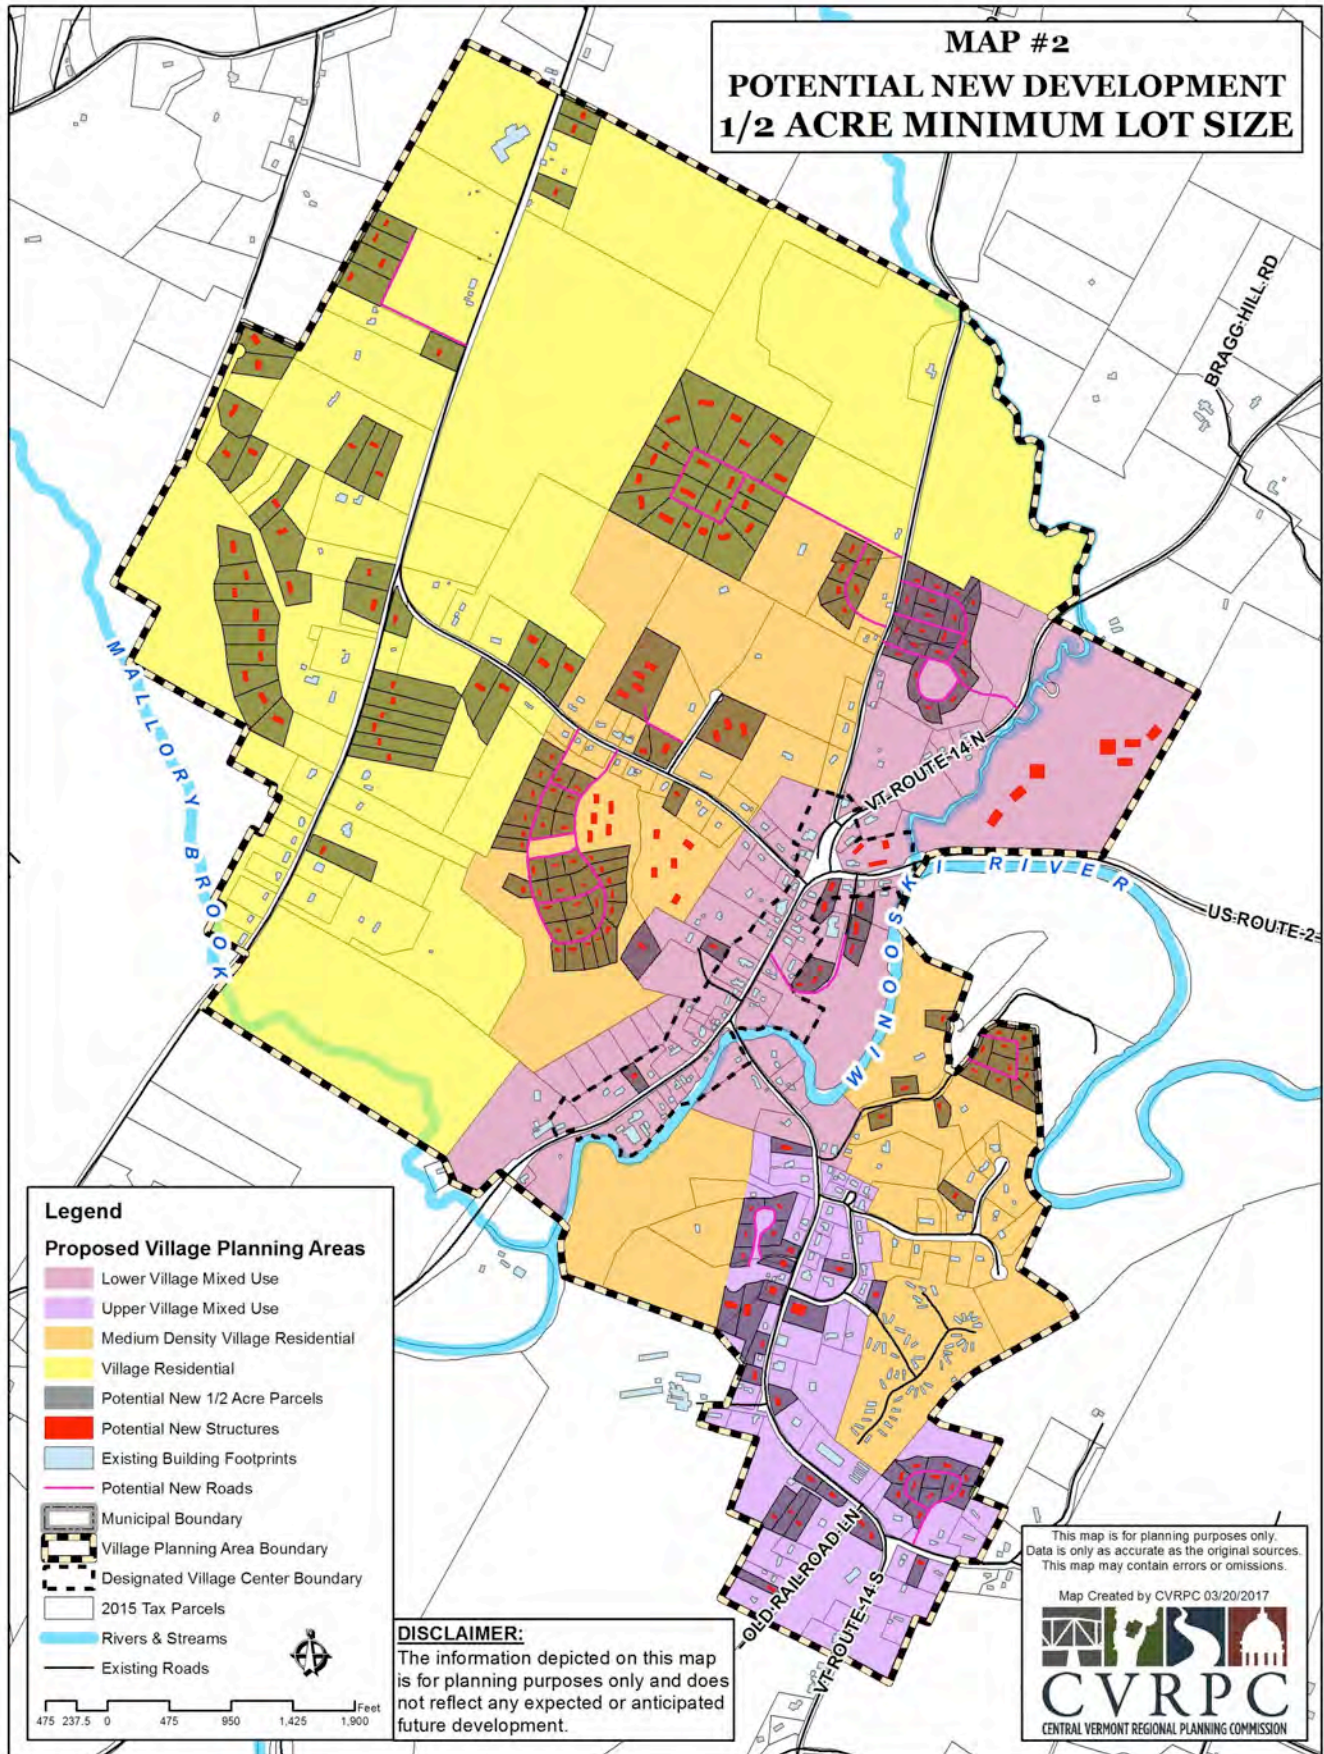 MAP #2
POTENTIAL NEW DEVELOPMENT
1/2 ACRE MINIMUM LOT SIZE
BRAGG HILL RD
MALLORY BROOK
VT ROUTE 14 N
WINOOSKI RIVER
US ROUTE 2
OLD RAILROAD LN
VT ROUTE 14 S
Legend
Proposed Village Planning Areas
Lower Village Mixed Use
Upper Village Mixed Use
Medium Density Village Residential
Village Residential
Potential New 1/2 Acre Parcels
Potential New Structures
Existing Building Footprints
Potential New Roads
Municipal Boundary
Village Planning Area Boundary
Designated Village Center Boundary
2015 Tax Parcels
Rivers & Streams
Existing Roads
Feet
475 237.5 0 475 950 1,425 1,900
DISCLAIMER:
The information depicted on this map
is for planning purposes only and does
not reflect any expected or anticipated
future development.
This map is for planning purposes only.
Data is only as accurate as the original sources.
This map may contain errors or omissions.
Map Created by CVRPC 03/20/2017
CVRPC
CENTRAL VERMONT REGIONAL PLANNING COMMISSION